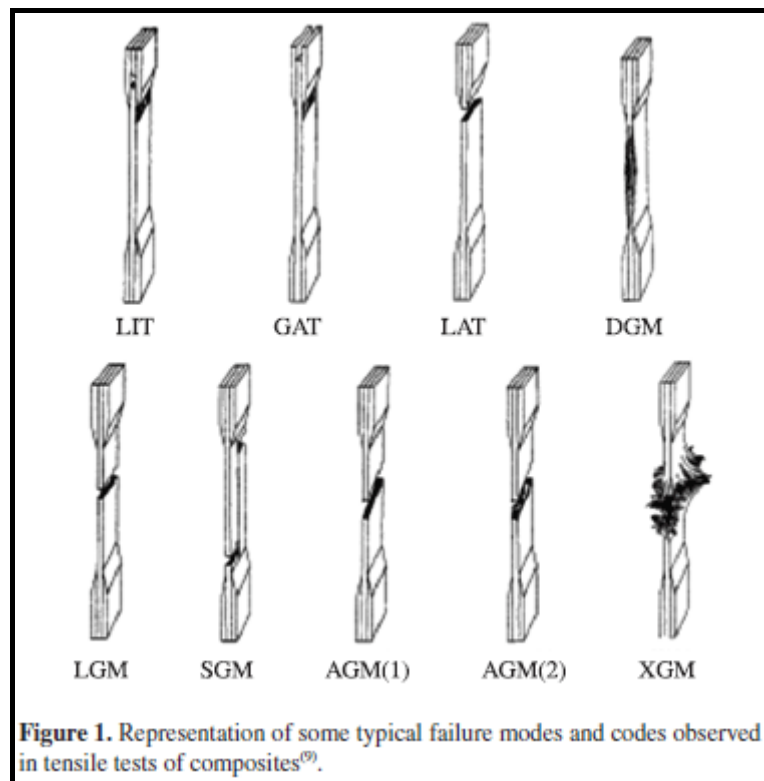 LIT GAT LAT DGM
LGM SGM AGM(1) AGM(2) XGM
Figure 1. Representation of some typical failure modes and codes observed
in tensile tests of composites⁽⁹⁾.